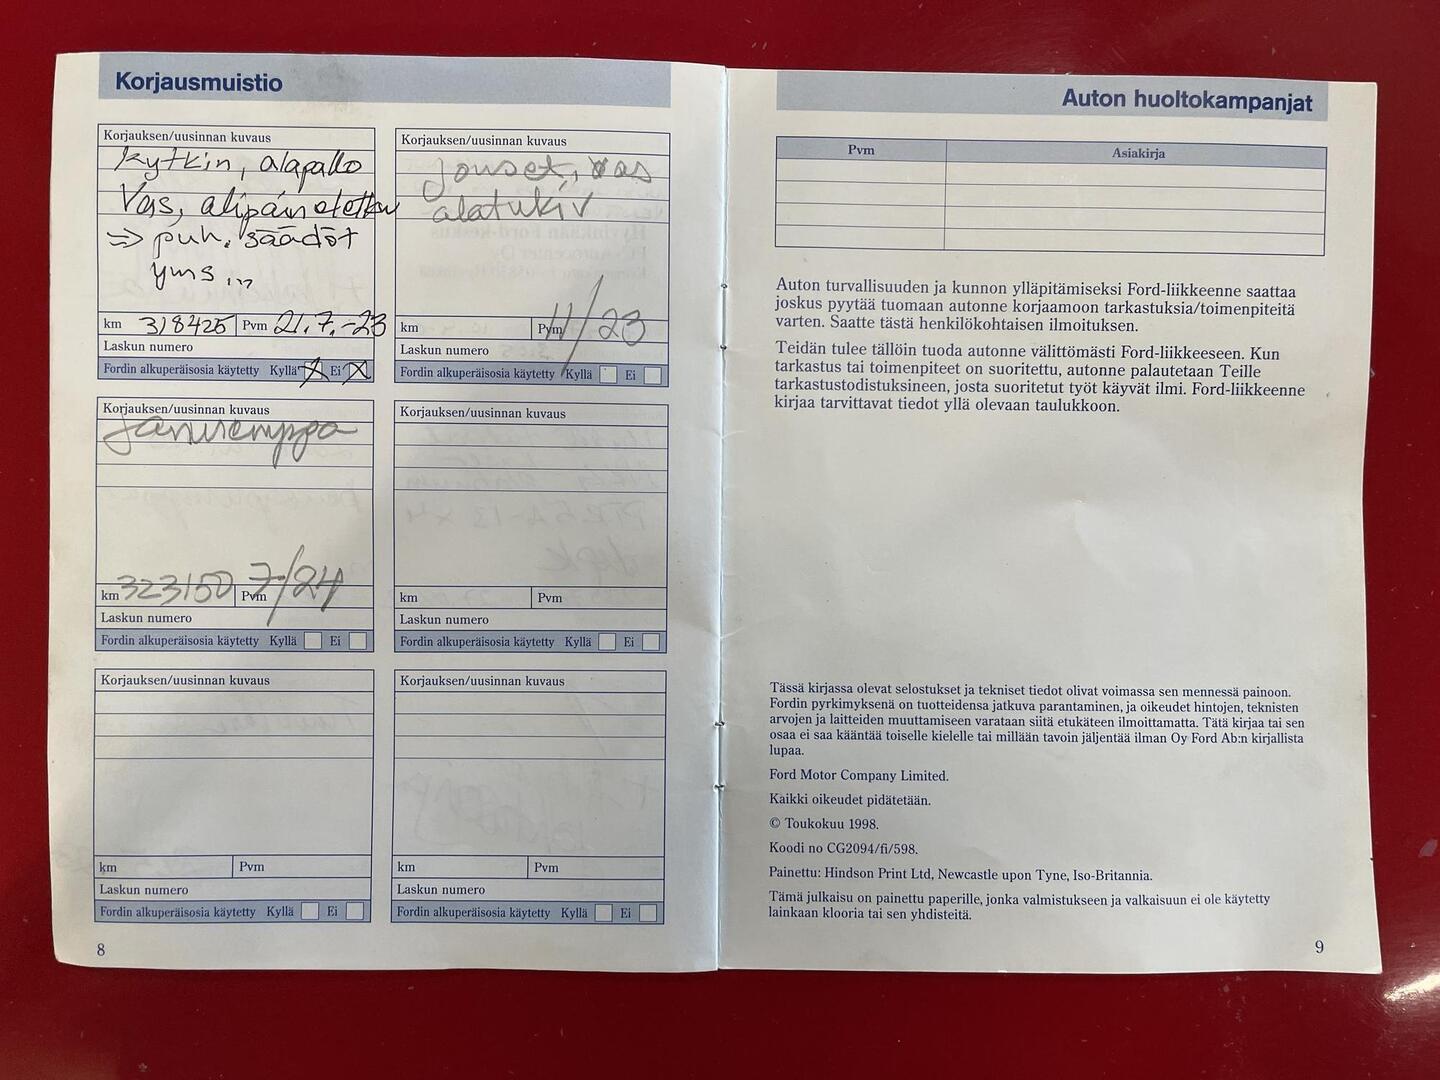 Korjausmuistio
Korjauksen/uusinnan kuvaus
Kytkin, alapallo
Vas, alipain
=> puh. säädöt
yms ...
km 318425 Pvm 21.7.-23
Laskun numero
Fordin alkuperäisosia käytetty Kyllä X Ei X
Korjauksen/uusinnan kuvaus
Jouset, vas
alatukiv
km Pvm 11/23
Laskun numero
Fordin alkuperäisosia käytetty Kyllä Ei
Korjauksen/uusinnan kuvaus
km 323150 Pvm 7/24
Laskun numero
Fordin alkuperäisosia käytetty Kyllä Ei
Korjauksen/uusinnan kuvaus
km Pvm
Laskun numero
Fordin alkuperäisosia käytetty Kyllä Ei
Korjauksen/uusinnan kuvaus
km Pvm
Laskun numero
Fordin alkuperäisosia käytetty Kyllä Ei
Korjauksen/uusinnan kuvaus
km Pvm
Laskun numero
Fordin alkuperäisosia käytetty Kyllä Ei
8
Auton huoltokampanjat
Pvm Asiakirja
Auton turvallisuuden ja kunnon ylläpitämiseksi Ford-liikkeenne saattaa
joskus pyytää tuomaan autonne korjaamoon tarkastuksia/toimenpiteitä
varten. Saatte tästä henkilökohtaisen ilmoituksen.
Teidän tulee tällöin tuoda autonne välittömästi Ford-liikkeeseen. Kun
tarkastus tai toimenpiteet on suoritettu, autonne palautetaan Teille
tarkastustodistuksineen, josta suoritetut työt käyvät ilmi. Ford-liikkeenne
kirjaa tarvittavat tiedot yllä olevaan taulukkoon.
Tässä kirjassa olevat selostukset ja tekniset tiedot olivat voimassa sen mennessä painoon.
Fordin pyrkimyksenä on tuotteidensa jatkuva parantaminen, ja oikeudet hintojen, teknisten
arvojen ja laitteiden muuttamiseen varataan siitä etukäteen ilmoittamatta. Tätä kirjaa tai sen
osaa ei saa kääntää toiselle kielelle tai millään tavoin jäljentää ilman Oy Ford Ab:n kirjallista
lupaa.
Ford Motor Company Limited.
Kaikki oikeudet pidätetään.
© Toukokuu 1998.
Koodi no CG2094/fi/598.
Painettu: Hindson Print Ltd, Newcastle upon Tyne, Iso-Britannia.
Tämä julkaisu on painettu paperille, jonka valmistukseen ja valkaisuun ei ole käytetty
lainkaan klooria tai sen yhdisteitä.
9